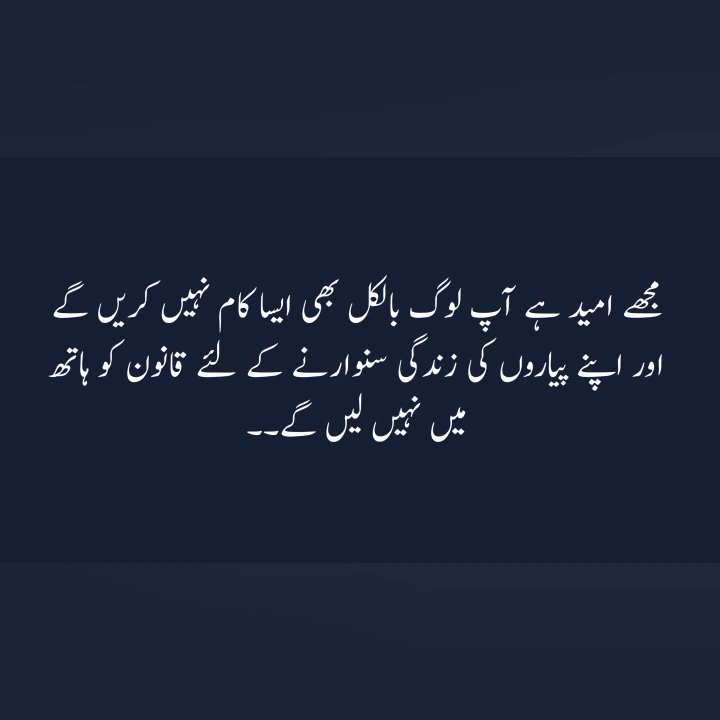 مجھے امید ہے آپ لوگ بالکل بھی ایسا کام نہیں کریں گے
اور اپنے پیاروں کی زندگی سنوارنے کے لئے قانون کو ہاتھ
میں نہیں لیں گے۔۔